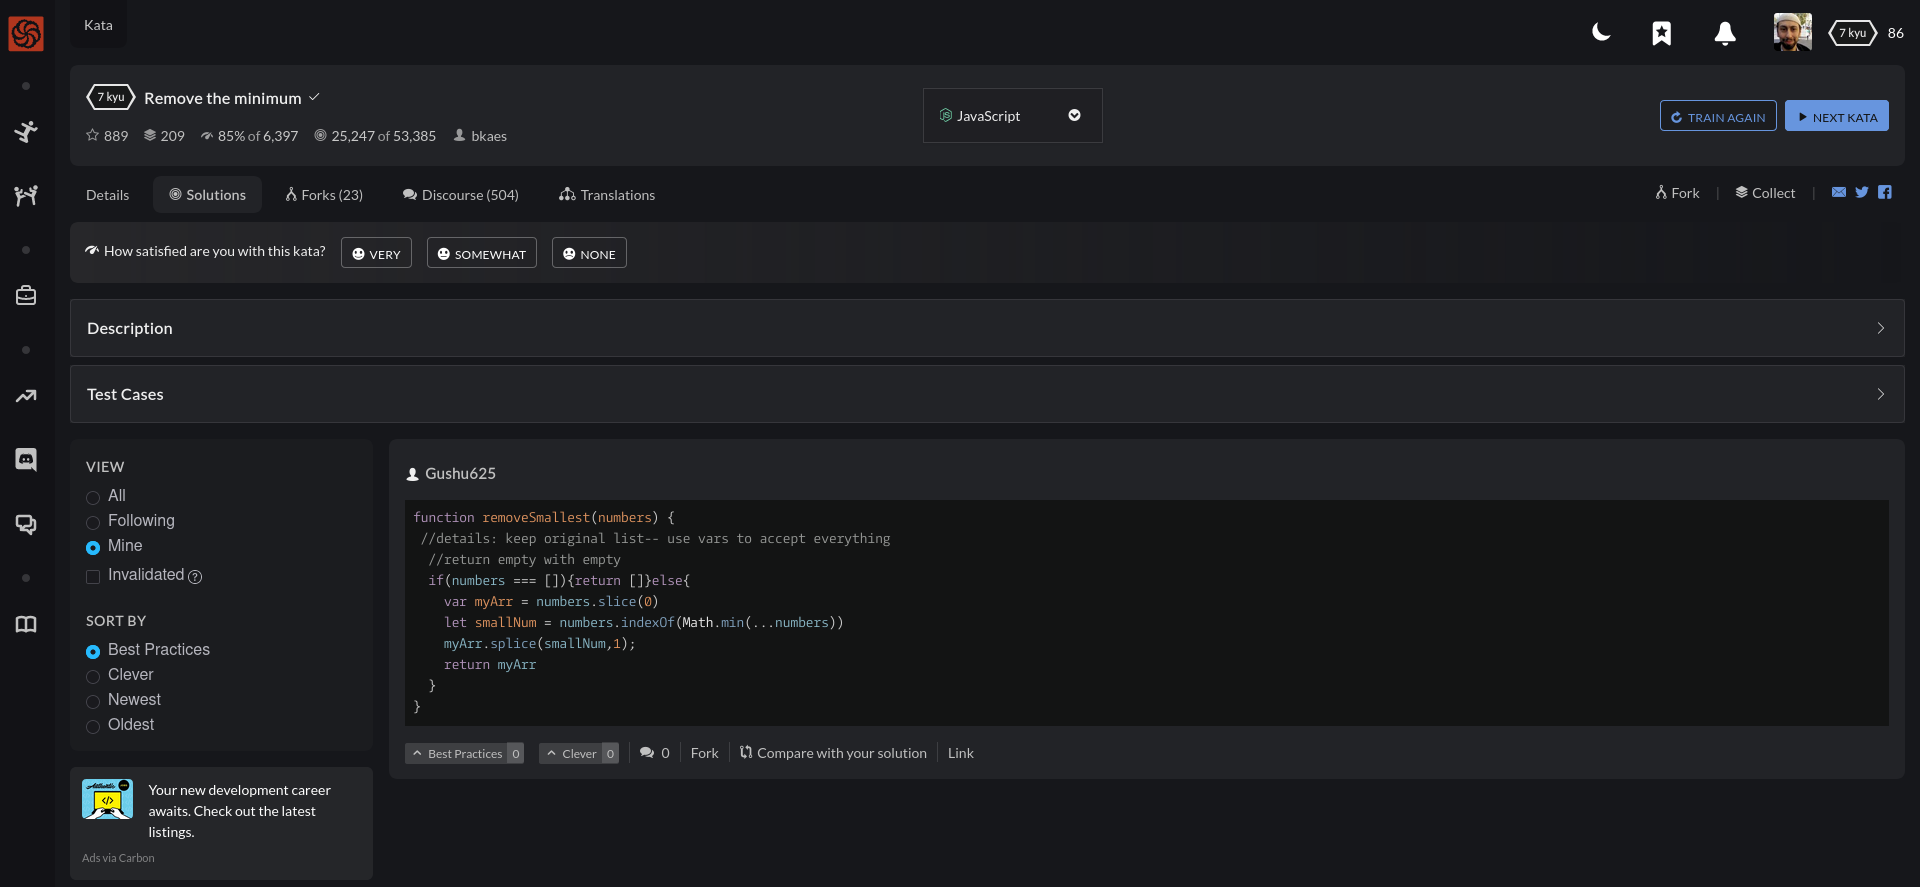 Kata
7 kyu 86
7 kyu Remove the minimum
889 209 85% of 6,397 25,247 of 53,385 bkaes
JavaScript
TRAIN AGAIN
NEXT KATA
Details
Solutions
Forks (23)
Discourse (504)
Translations
Fork | Collect |
How satisfied are you with this kata? VERY SOMEWHAT NONE
Description
Test Cases
VIEW
All
Following
Mine
Invalidated ?
SORT BY
Best Practices
Clever
Newest
Oldest
</>
Your new development career
awaits. Check out the latest
listings.
Ads via Carbon
Gushu625
function removeSmallest(numbers) {
 //details: keep original list-- use vars to accept everything
  //return empty with empty
  if(numbers === []){return []}else{
    var myArr = numbers.slice(0)
    let smallNum = numbers.indexOf(Math.min(...numbers))
    myArr.splice(smallNum,1);
    return myArr
  }
}
Best Practices 0 Clever 0 0 Fork Compare with your solution Link